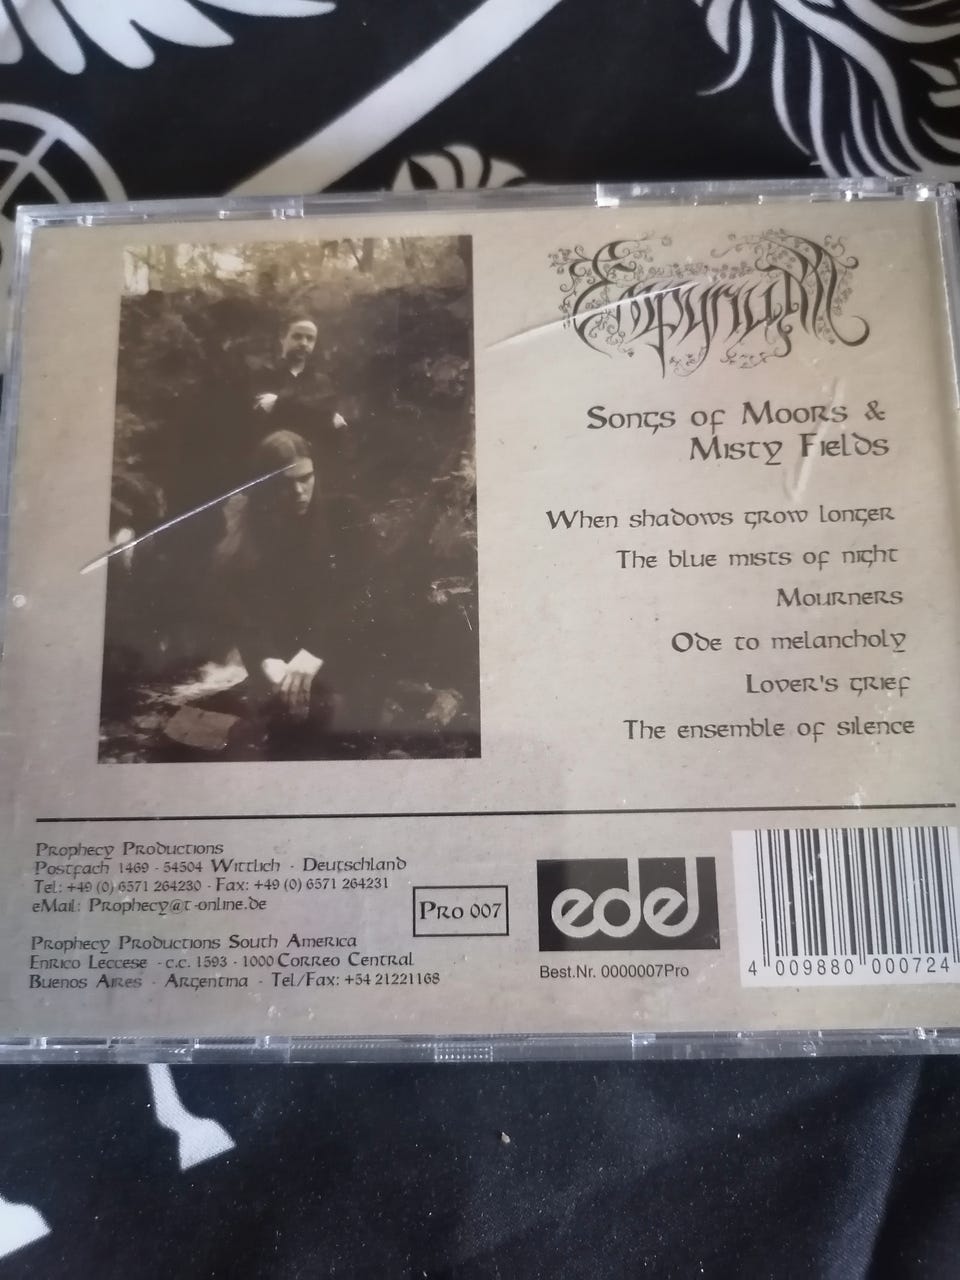 Empyrium
Songs of Moors &
Misty Fields
When shadows grow longer
The blue mists of night
Mourners
Ode to melancholy
Lover's grief
The ensemble of silence
Prophecy Productions
Postfach 1469 - 54504 Wittlich - Deutschland
Tel: +49 (0) 6571 264230 - Fax: +49 (0) 6571 264231
eMail: Prophecy@t-online.de
Prophecy Productions South America
Enrico Leccese - c.c. 1593 - 1000 Correo Central
Buenos Aires - Argentina - Tel/Fax: +54 21221168
Pro 007
edel
Best.Nr. 0000007Pro
4 009880 000724